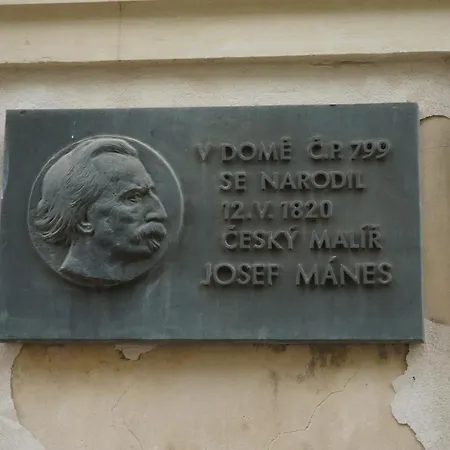 V DOMĚ Č.P. 799
SE NARODIL
12.V. 1820
ČESKÝ MALÍŘ
JOSEF MÁNES